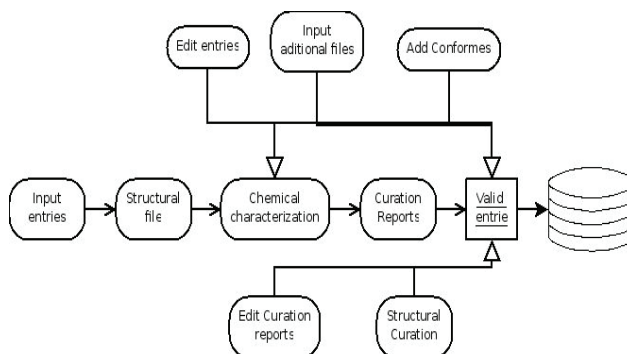 Edit entries
Input
aditional files
Add Conformes
Input
entries
Structural
file
Chemical
characterization
Curation
Reports
Valid
entrie
Edit Curation
reports
Structural
Curation